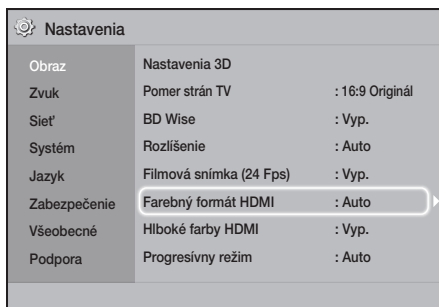 Nastavenia
Obraz
Zvuk
Sieť
Systém
Jazyk
Zabezpečenie
Všeobecné
Podpora
Nastavenia 3D
Pomer strán TV : 16:9 Originál
BD Wise : Vyp.
Rozlíšenie : Auto
Filmová snímka (24 Fps) : Vyp.
Farebný formát HDMI : Auto
Hlboké farby HDMI : Vyp.
Progresívny režim : Auto